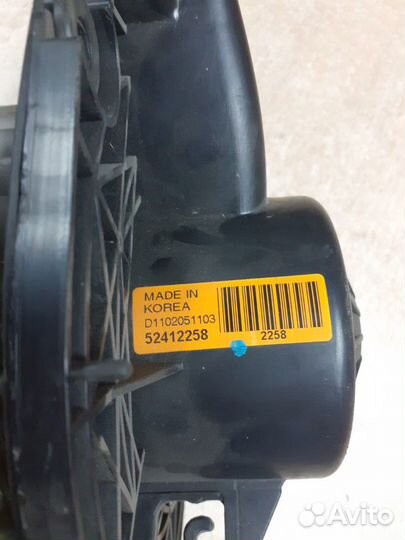 MADE IN
KOREA
D1102051103
52412258
2258
Avito